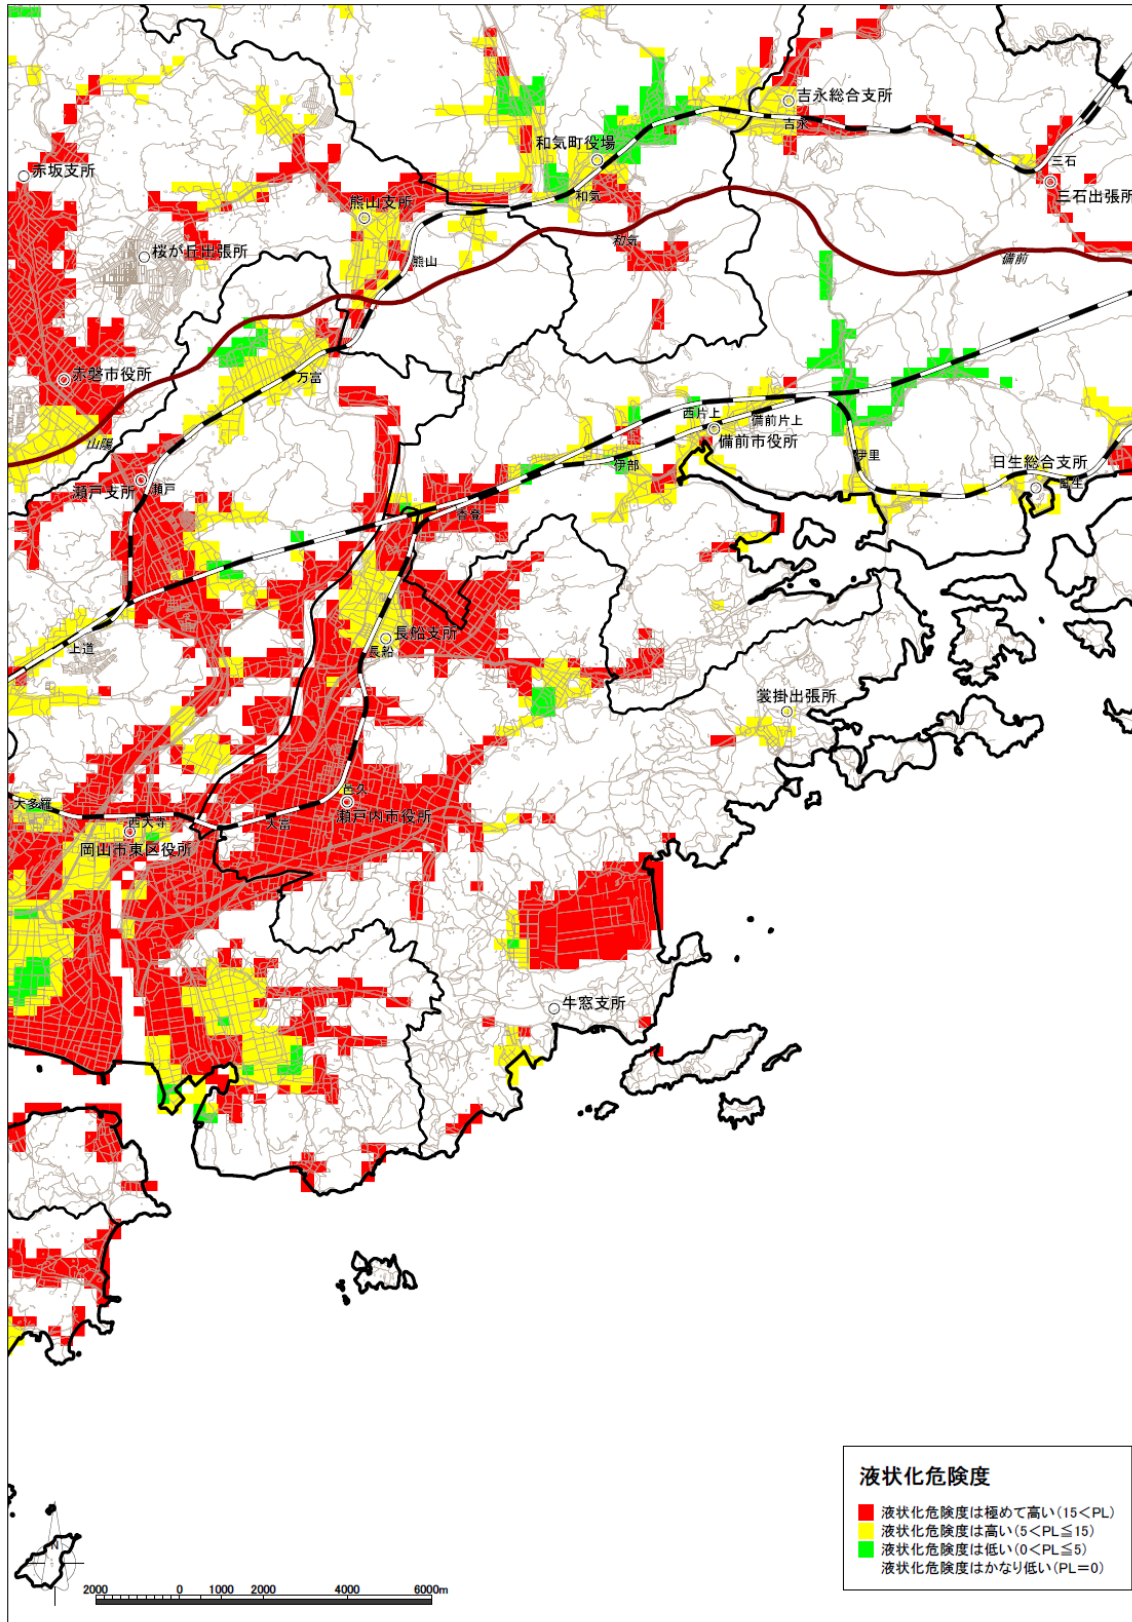 吉永総合支所
吉永
和気町役場
三石
赤坂支所
三石出張所
和気
熊山支所
和気
桜が丘出張所
熊山
備前
赤磐市役所
万富
西片上
備前片上
備前市役所
山陽
伊里
伊部
日生総合支所
日生
瀬戸支所
瀬戸
香登
長船支所
長船
上道
裳掛出張所
邑久
大多羅
瀬戸内市役所
西大寺
大富
岡山市東区役所
牛窓支所
液状化危険度
液状化危険度は極めて高い(15<PL)
液状化危険度は高い(5<PL≦15)
液状化危険度は低い(0<PL≦5)
液状化危険度はかなり低い(PL=0)
N
2000 0 2000 4000 6000m